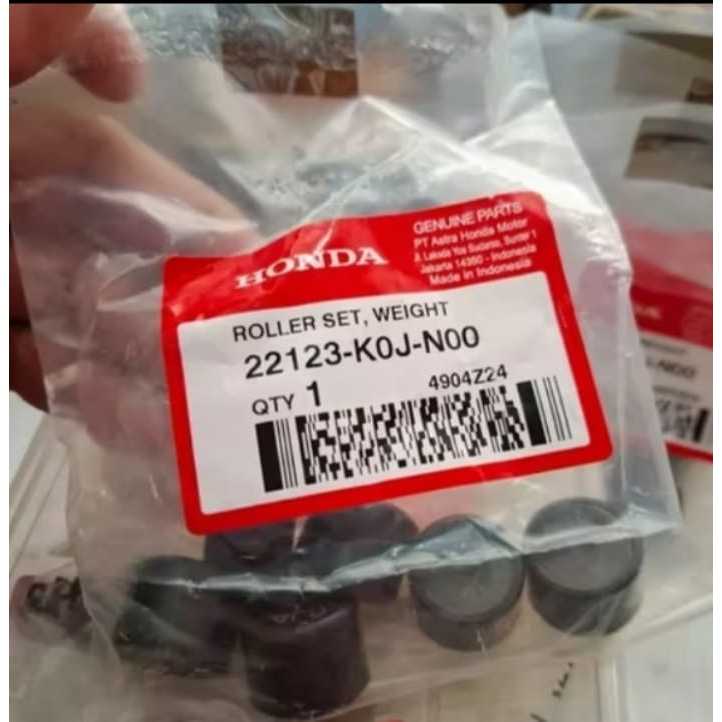 HONDA
GENUINE PARTS
PT Astra Honda Motor
Jl. Laksda Yos Sudarso, Sunter 1
Jakarta 14350 - Indonesia
Made in Indonesia
ROLLER SET, WEIGHT
22123-K0J-N00
4904Z24
QTY 1